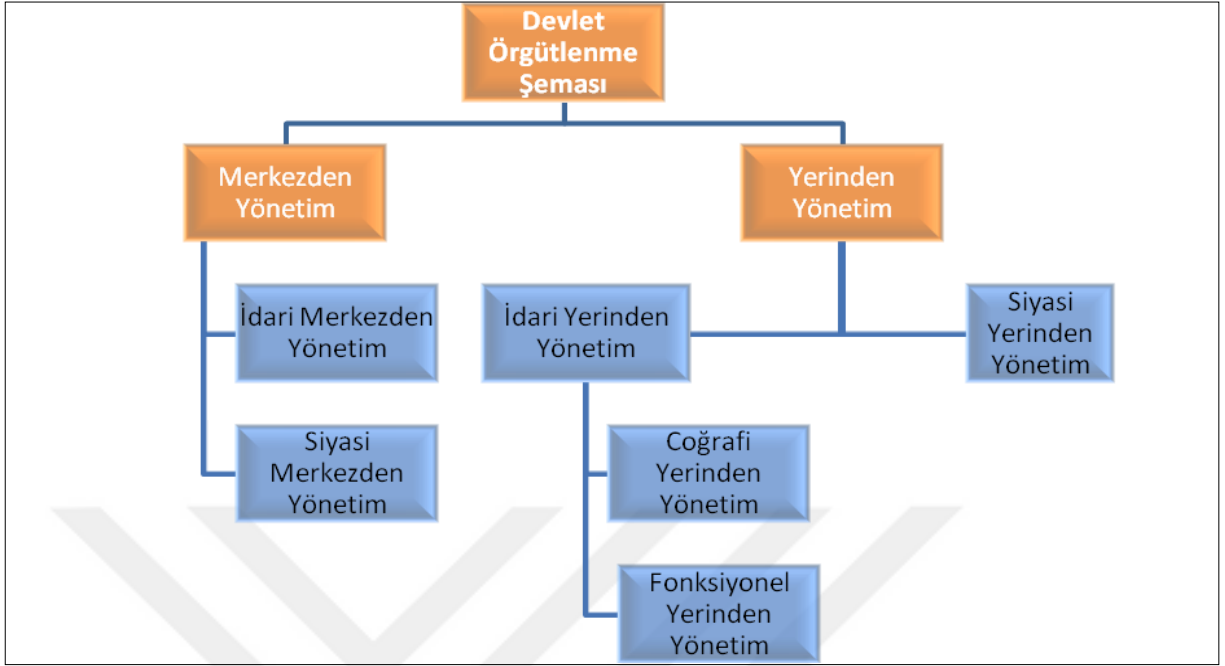 Devlet
Örgütlenme
Şeması
Merkezden
Yönetim
Yerinden
Yönetim
İdari Merkezden
Yönetim
İdari Yerinden
Yönetim
Siyasi
Yerinden
Yönetim
Siyasi
Merkezden
Yönetim
Coğrafi
Yerinden
Yönetim
Fonksiyonel
Yerinden
Yönetim